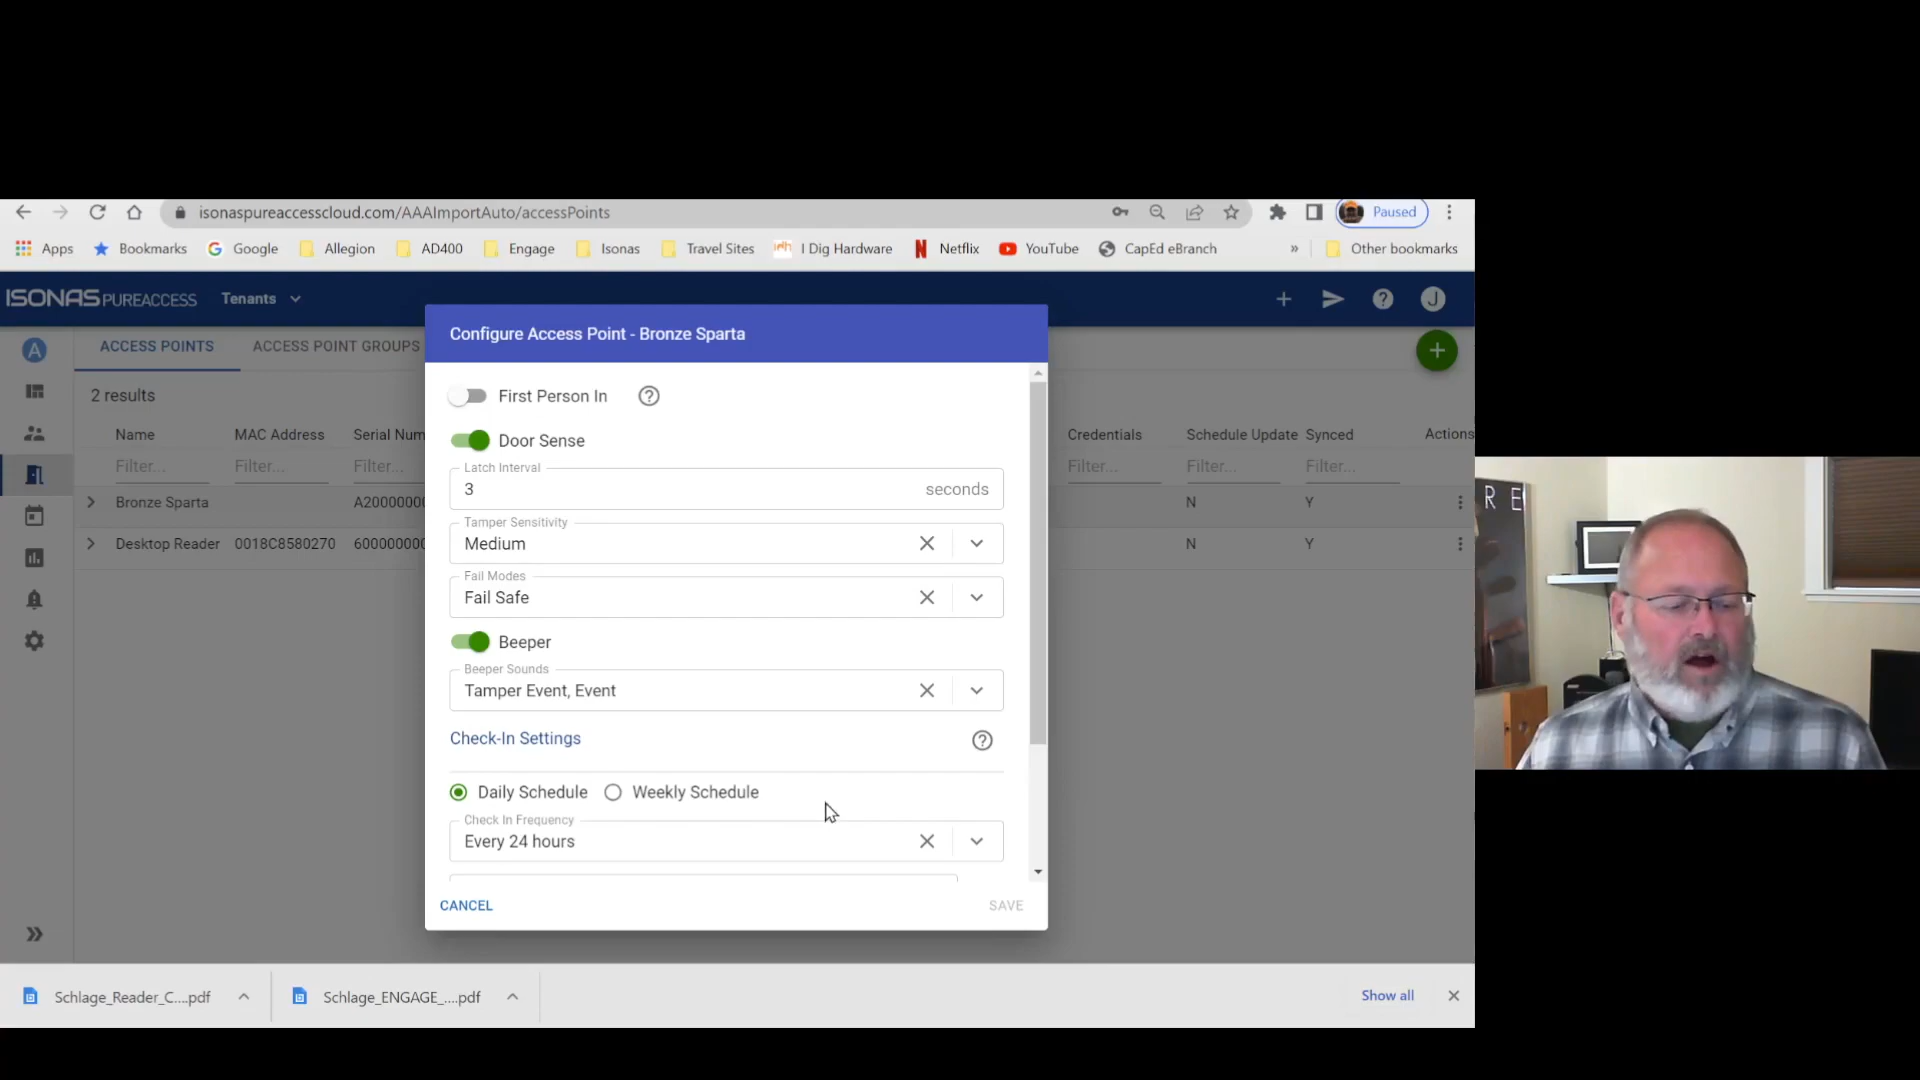 isonaspureaccesscloud.com/AAAImportAuto/accessPoints
Paused
Apps Bookmarks Google Allegion AD400 Engage Isonas Travel Sites I Dig Hardware Netflix YouTube CapEd eBranch » Other bookmarks
ISONAS PUREACCESS Tenants
J
Configure Access Point - Bronze Sparta
A
ACCESS POINTS ACCESS POINT GROUPS
2 results
Name MAC Address Serial Num Credentials Schedule Update Synced Actions
Filter... Filter... Filter... Filter... Filter... Filter...
Bronze Sparta A20000000 N Y
Desktop Reader 0018C8580270 600000000 N Y
First Person In
Door Sense
Latch Interval
3 seconds
Tamper Sensitivity
Medium
Fail Modes
Fail Safe
Beeper
Beeper Sounds
Tamper Event, Event
Check-In Settings
Daily Schedule Weekly Schedule
Check In Frequency
Every 24 hours
CANCEL SAVE
Schlage_Reader_C....pdf Schlage_ENGAGE_....pdf Show all
R E